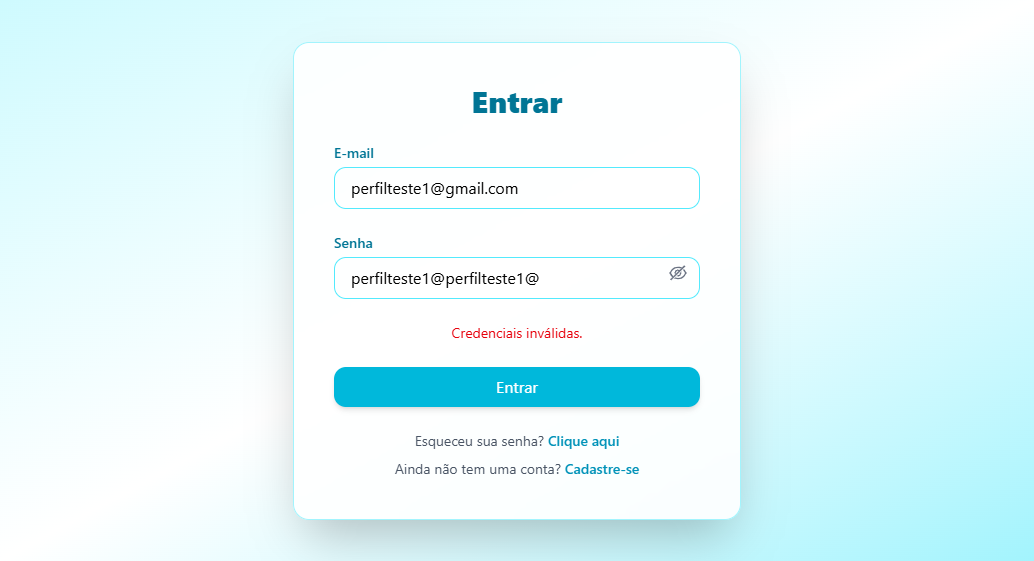 Entrar
E-mail
perfilteste1@gmail.com
Senha
perfilteste1@perfilteste1@
Credenciais inválidas.
Entrar
Esqueceu sua senha? Clique aqui
Ainda não tem uma conta? Cadastre-se